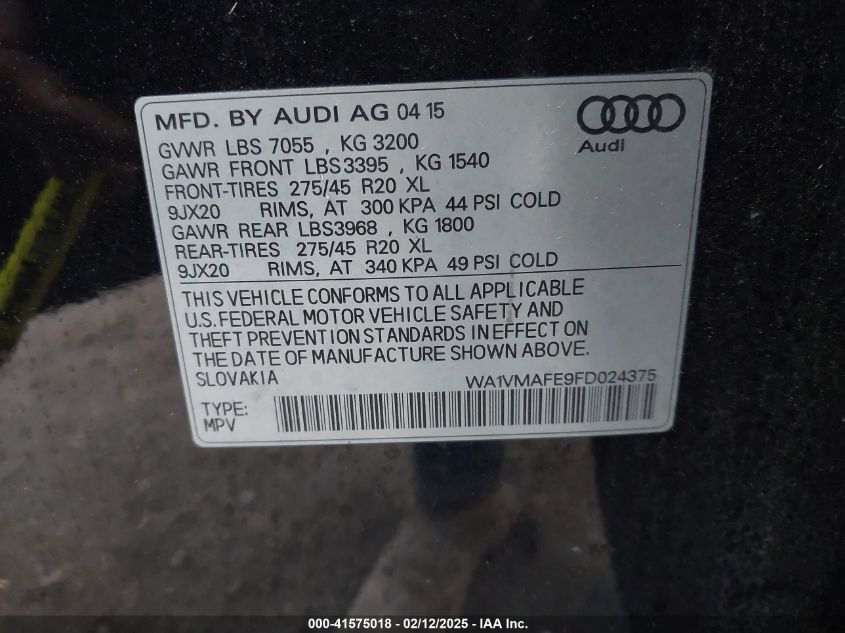 MFD. BY AUDI AG 04 15
Audi
GVWR LBS 7055 , KG 3200
GAWR FRONT LBS3395 , KG 1540
FRONT-TIRES 275/45 R20 XL
9JX20 RIMS, AT 300 KPA 44 PSI COLD
GAWR REAR LBS3968 , KG 1800
REAR-TIRES 275/45 R20 XL
9JX20 RIMS, AT 340 KPA 49 PSI COLD
THIS VEHICLE CONFORMS TO ALL APPLICABLE
U.S. FEDERAL MOTOR VEHICLE SAFETY AND
THEFT PREVENTION STANDARDS IN EFFECT ON
THE DATE OF MANUFACTURE SHOWN ABOVE.
SLOVAKIA WA1VMAFE9FD024375
TYPE:
MPV
000-41575018 - 02/12/2025 - IAA Inc.